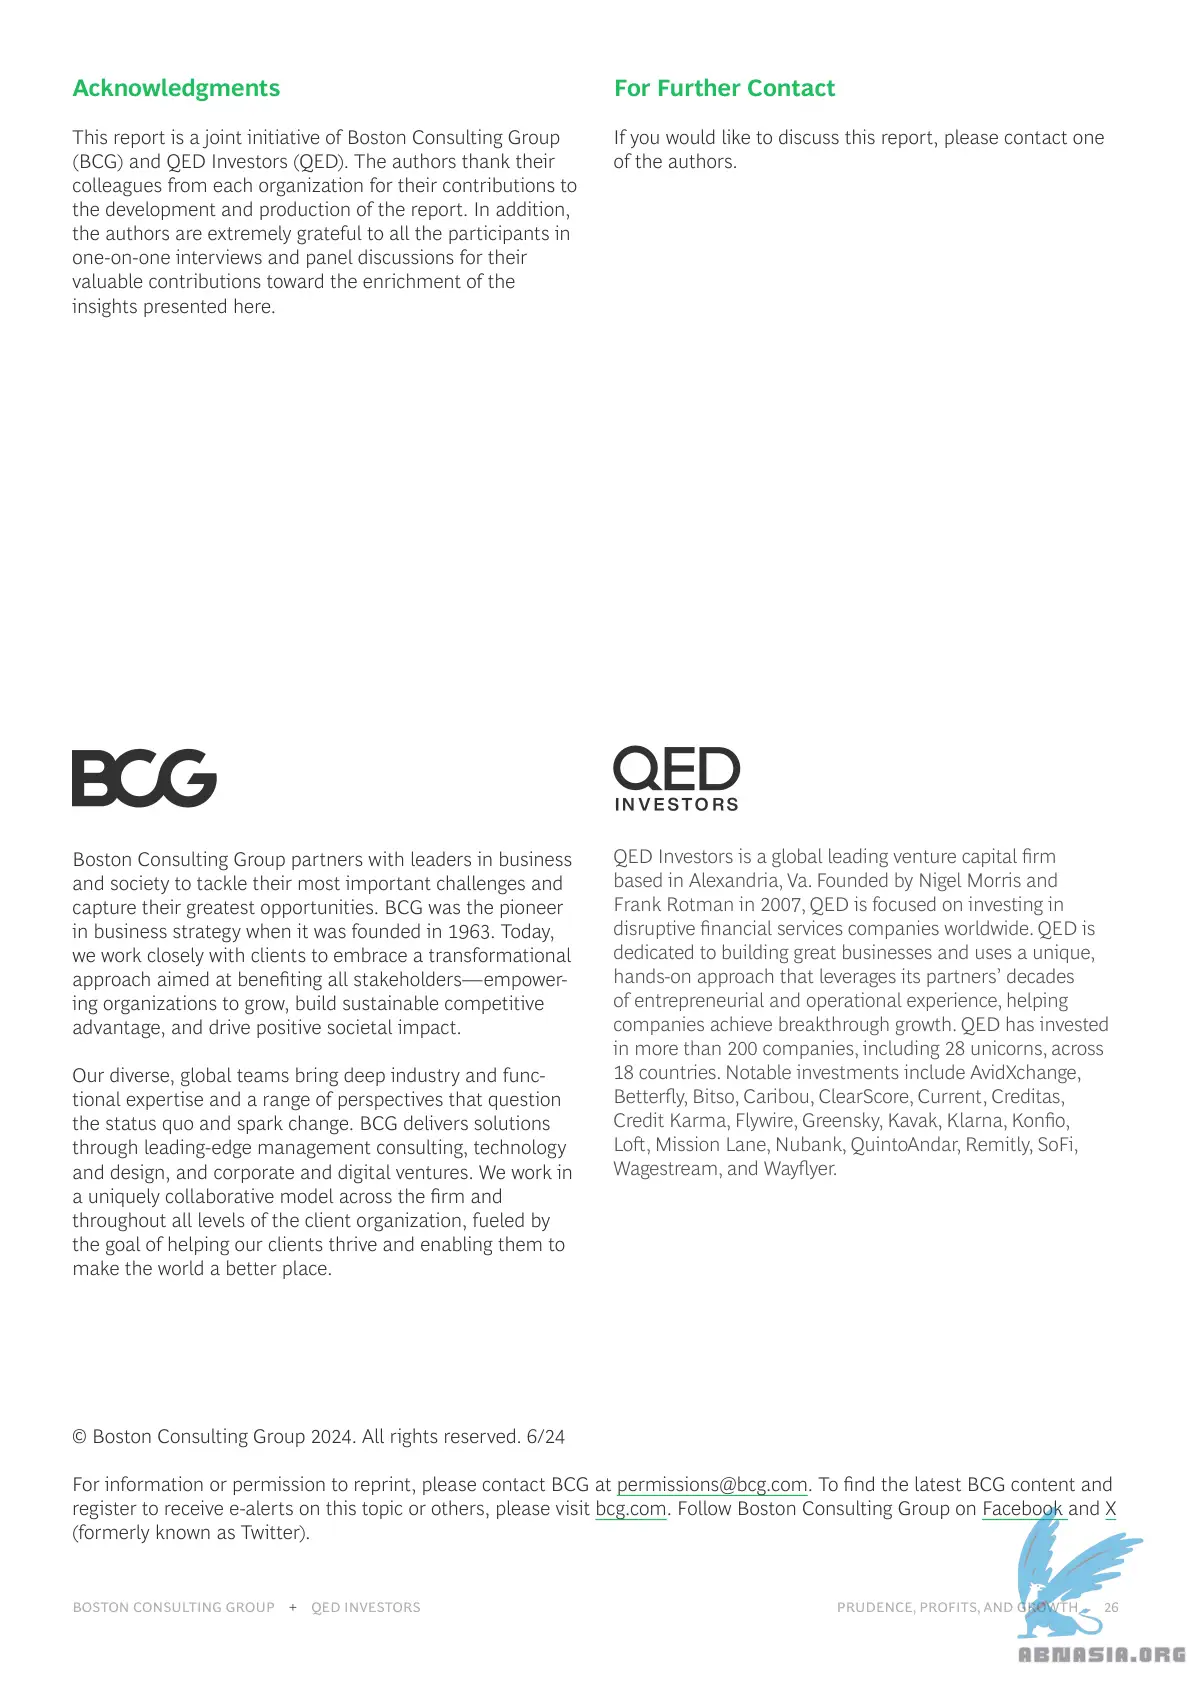 Acknowledgments
This report is a joint initiative of Boston Consulting Group
(BCG) and QED Investors (QED). The authors thank their
colleagues from each organization for their contributions to
the development and production of the report. In addition,
the authors are extremely grateful to all the participants in
one-on-one interviews and panel discussions for their
valuable contributions toward the enrichment of the
insights presented here.
For Further Contact
If you would like to discuss this report, please contact one
of the authors.
BCG
Boston Consulting Group partners with leaders in business
and society to tackle their most important challenges and
capture their greatest opportunities. BCG was the pioneer
in business strategy when it was founded in 1963. Today,
we work closely with clients to embrace a transformational
approach aimed at benefiting all stakeholders—empower-
ing organizations to grow, build sustainable competitive
advantage, and drive positive societal impact.
Our diverse, global teams bring deep industry and func-
tional expertise and a range of perspectives that question
the status quo and spark change. BCG delivers solutions
through leading-edge management consulting, technology
and design, and corporate and digital ventures. We work in
a uniquely collaborative model across the firm and
throughout all levels of the client organization, fueled by
the goal of helping our clients thrive and enabling them to
make the world a better place.
QED
INVESTORS
QED Investors is a global leading venture capital firm
based in Alexandria, Va. Founded by Nigel Morris and
Frank Rotman in 2007, QED is focused on investing in
disruptive financial services companies worldwide. QED is
dedicated to building great businesses and uses a unique,
hands-on approach that leverages its partners’ decades
of entrepreneurial and operational experience, helping
companies achieve breakthrough growth. QED has invested
in more than 200 companies, including 28 unicorns, across
18 countries. Notable investments include AvidXchange,
Betterfly, Bitso, Caribou, ClearScore, Current, Creditas,
Credit Karma, Flywire, Greensky, Kavak, Klarna, Konfio,
Loft, Mission Lane, Nubank, QuintoAndar, Remitly, SoFi,
Wagestream, and Wayflyer.
© Boston Consulting Group 2024. All rights reserved. 6/24
For information or permission to reprint, please contact BCG at permissions@bcg.com. To find the latest BCG content and
register to receive e-alerts on this topic or others, please visit bcg.com. Follow Boston Consulting Group on Facebook and X
(formerly known as Twitter).
BOSTON CONSULTING GROUP + QED INVESTORS
PRUDENCE, PROFITS, AND GROWTH 26
ABNASIA.ORG